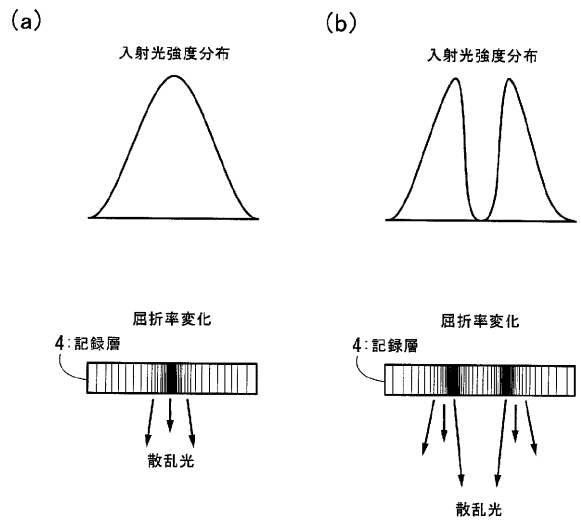 (a)
入射光強度分布
屈折率変化
4:記録層
散乱光
(b)
入射光強度分布
屈折率変化
4:記録層
散乱光